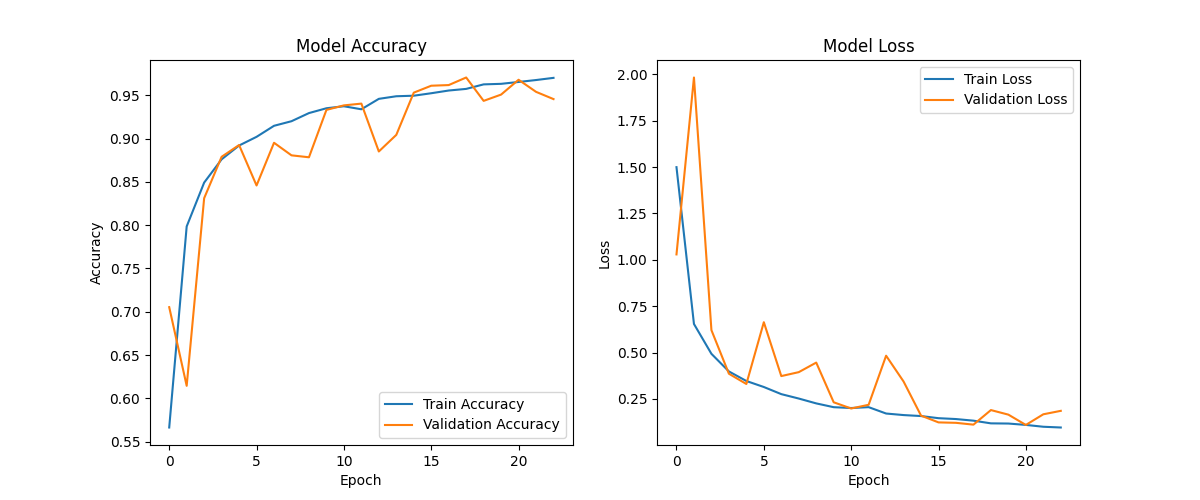 Model Accuracy
Accuracy
0.95
0.90
0.85
0.80
0.75
0.70
0.65
0.60
0.55
0 5 10 15 20
Epoch
Train Accuracy
Validation Accuracy
Model Loss
Loss
2.00
1.75
1.50
1.25
1.00
0.75
0.50
0.25
0 5 10 15 20
Epoch
Train Loss
Validation Loss